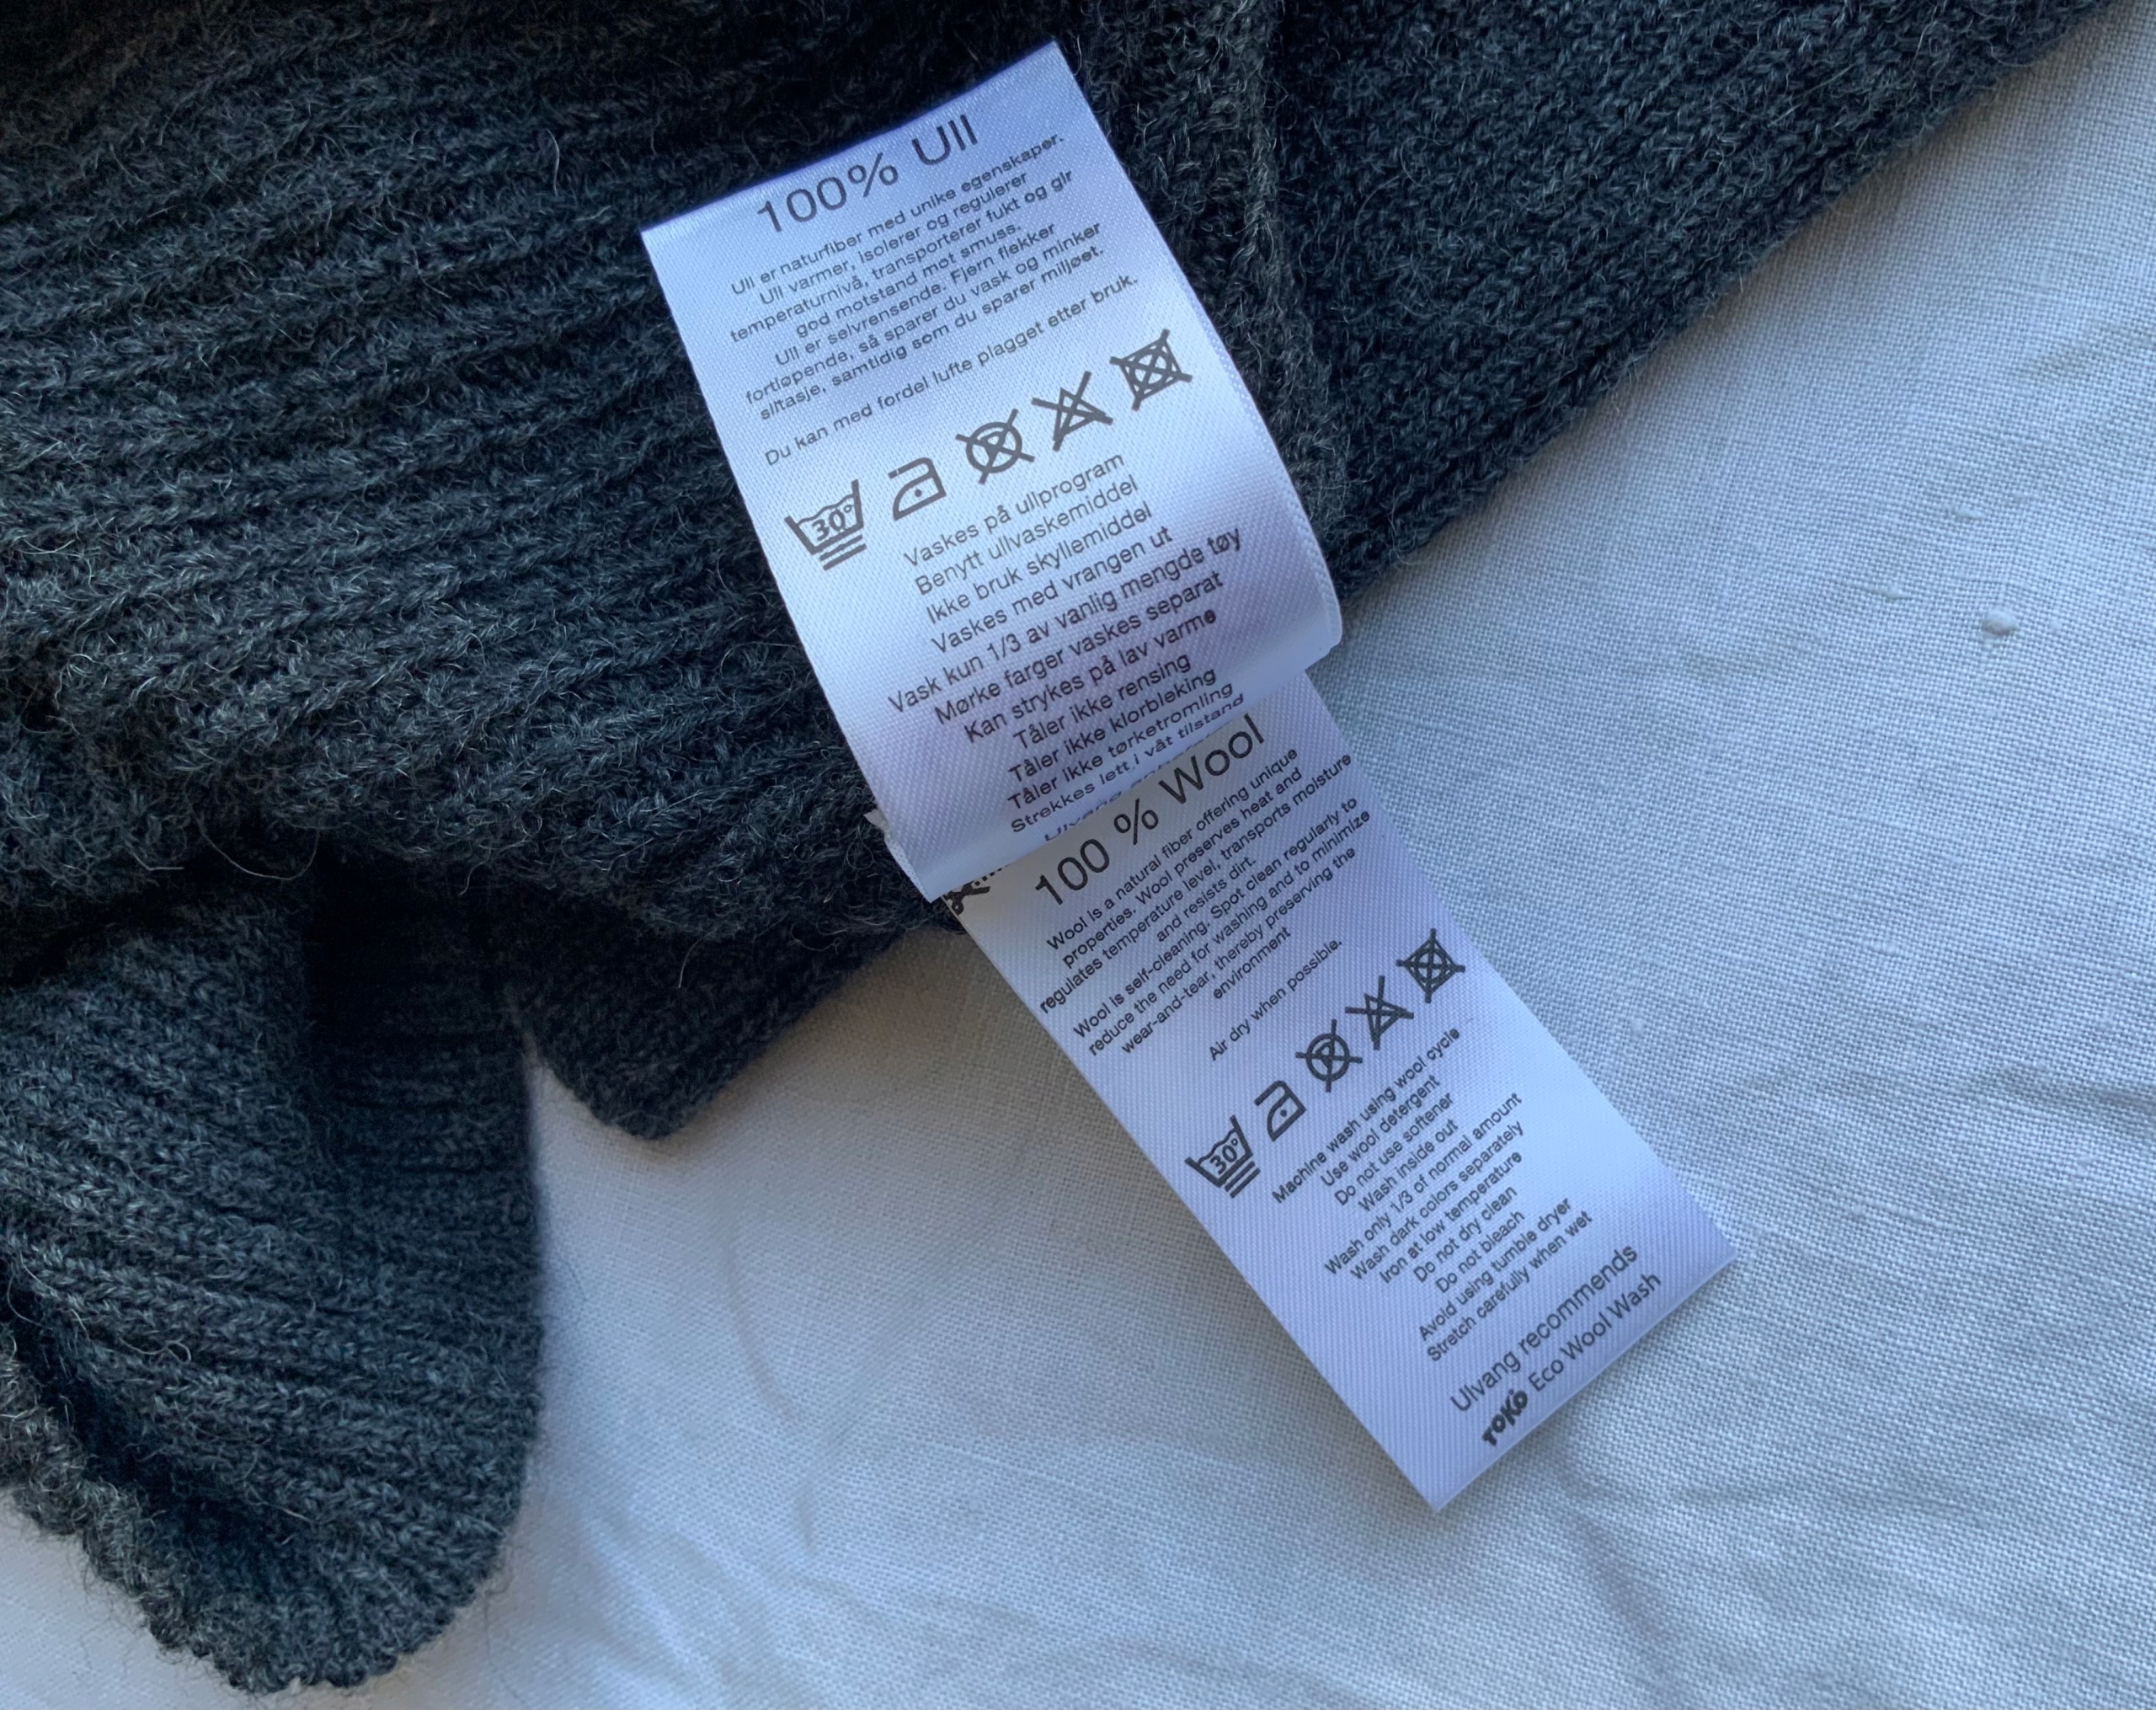 100% Ull
Ull er naturfiber med unike egenskaper.
Ull varmer, isolerer og regulerer
temperaturnivå, transporterer fukt og gir
god motstand mot smuss.
Ull er selvrensende. Fjern flekker
fortløpende, så sparer du vask og minker
slitasje, samtidig som du sparer miljøet.
Du kan med fordel lufte plagget etter bruk.
30°
P
Vaskes på ullprogram
Benytt ullvaskemiddel
Ikke bruk skyllemiddel
Vaskes med vrangen ut
Vask kun 1/3 av vanlig mengde tøy
Mørke farger vaskes separat
Kan strykes på lav varme
Tåler ikke rensing
Tåler ikke klorbleking
Tåler ikke tørketromling
Strekkes lett i våt tilstand
100 % Wool
Wool is a natural fiber offering unique
properties. Wool preserves heat and
regulates temperature level, transports moisture
and resists dirt.
Wool is self-cleaning. Spot clean regularly to
reduce the need for washing and to minimize
wear-and-tear, thereby preserving the
environment
Air dry when possible.
30°
P
Machine wash using wool cycle
Use wool detergent
Do not use softener
Wash inside out
Wash only 1/3 of normal amount
Wash dark colors separately
Iron at low temperature
Do not dry clean
Do not bleach
Avoid using tumble dryer
Stretch carefully when wet
Ulvang recommends
TOKO Eco Wool Wash